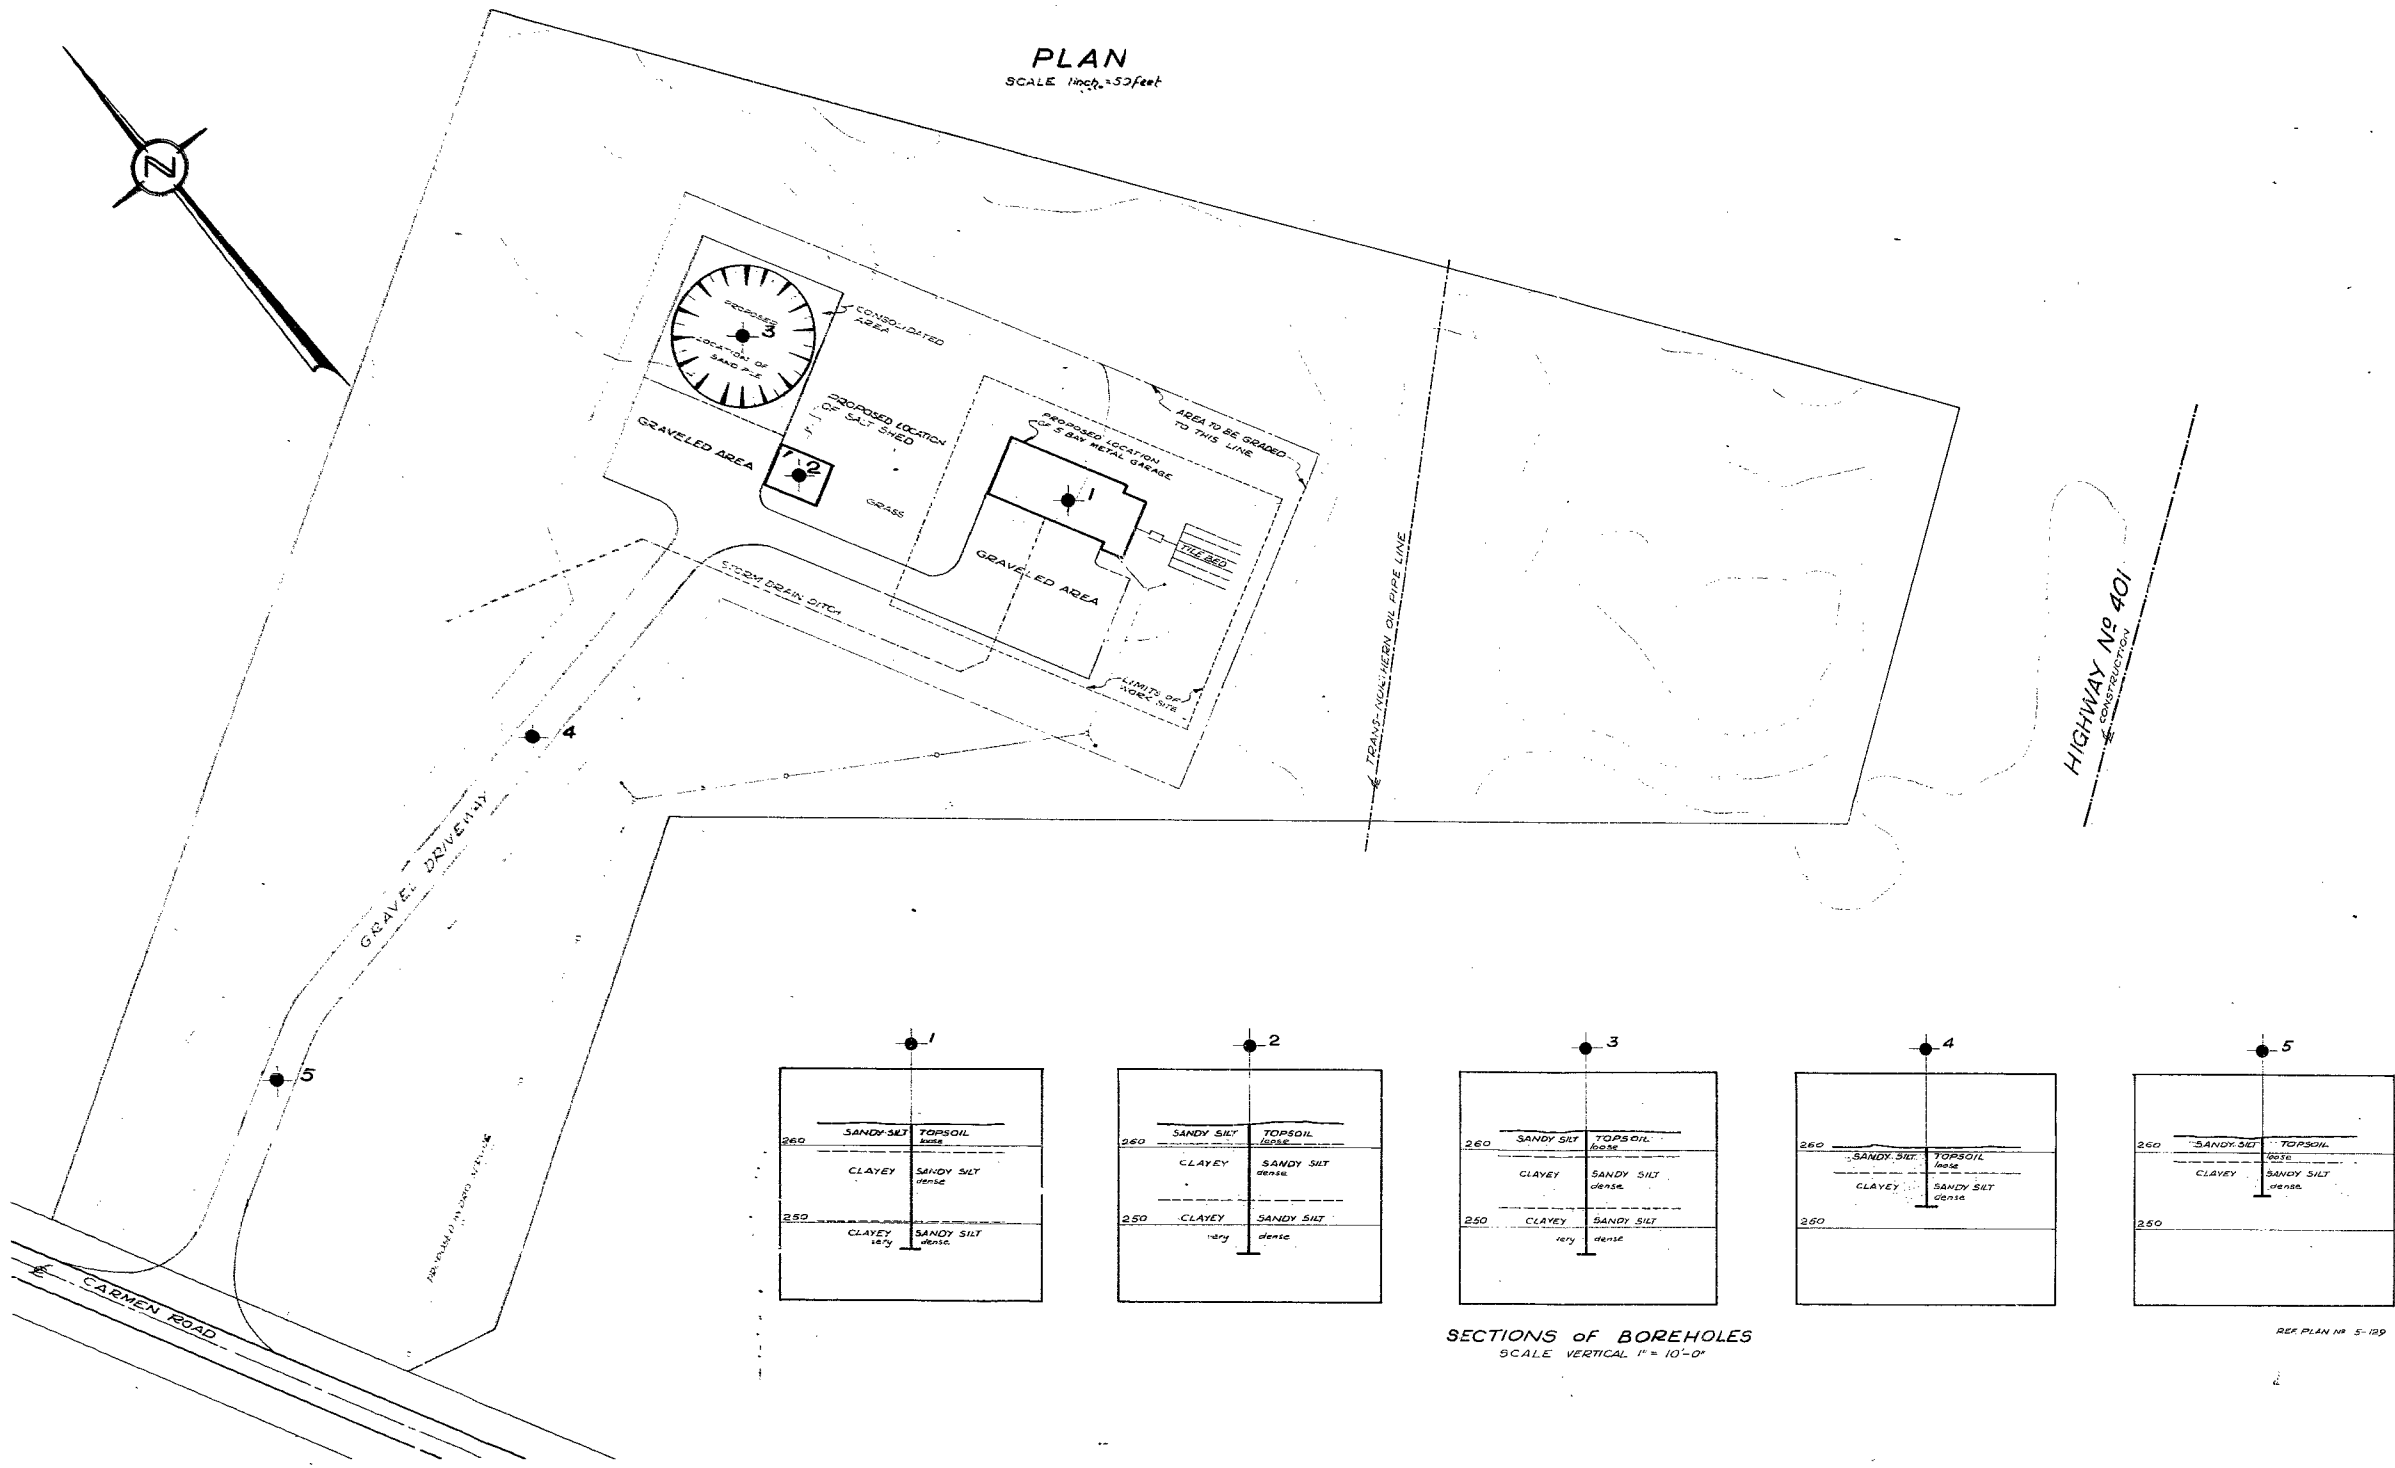 PLAN
SCALE 1 inch = 50 feet
N
PROPOSED
3
LOCATION OF
SAND PILE
CONSOLIDATED
AREA
PROPOSED LOCATION
OF SALT SHED
GRAVELED AREA
2
GRASS
PROPOSED LOCATION
OF 5 BAY METAL GARAGE
AREA TO BE GRADED
TO THIS LINE
1
TILE BED
GRAVELED AREA
STORM DRAIN DITCH
LIMITS OF
WORK SITE
℄ TRANS-NORTHERN OIL PIPE LINE
HIGHWAY Nº 401
℄ CONSTRUCTION
4
GRAVEL DRIVEWAY
5
℄ CARMEN ROAD
1
SANDY SILT TOPSOIL
loose
260
CLAYEY SANDY SILT
dense
250
CLAYEY SANDY SILT
very dense
2
SANDY SILT TOPSOIL
loose
260
CLAYEY SANDY SILT
dense
250 CLAYEY SANDY SILT
very dense
3
SANDY SILT TOPSOIL
loose
260
CLAYEY SANDY SILT
dense
250 CLAYEY SANDY SILT
very dense
4
260
SANDY SILT TOPSOIL
loose
CLAYEY SANDY SILT
dense
250
5
260 SANDY SILT TOPSOIL
loose
CLAYEY SANDY SILT
dense
250
SECTIONS OF BOREHOLES
SCALE VERTICAL 1" = 10'-0"
REF. PLAN Nº S-129